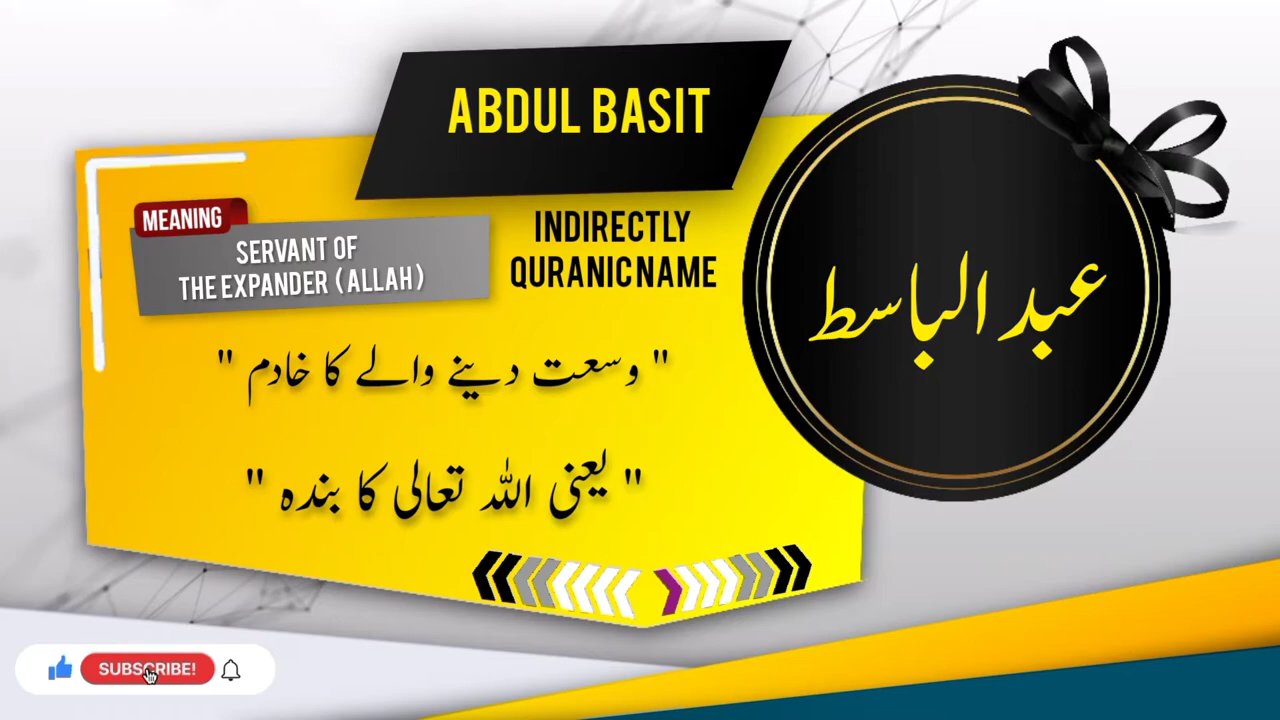 ABDUL BASIT
MEANING
SERVANT OF
THE EXPANDER (ALLAH)
INDIRECTLY
QURANIC NAME
عبد الباسط
" وسعت دینے والے کا خادم "
" یعنی اللہ تعالی کا بندہ "
SUBSCRIBE!